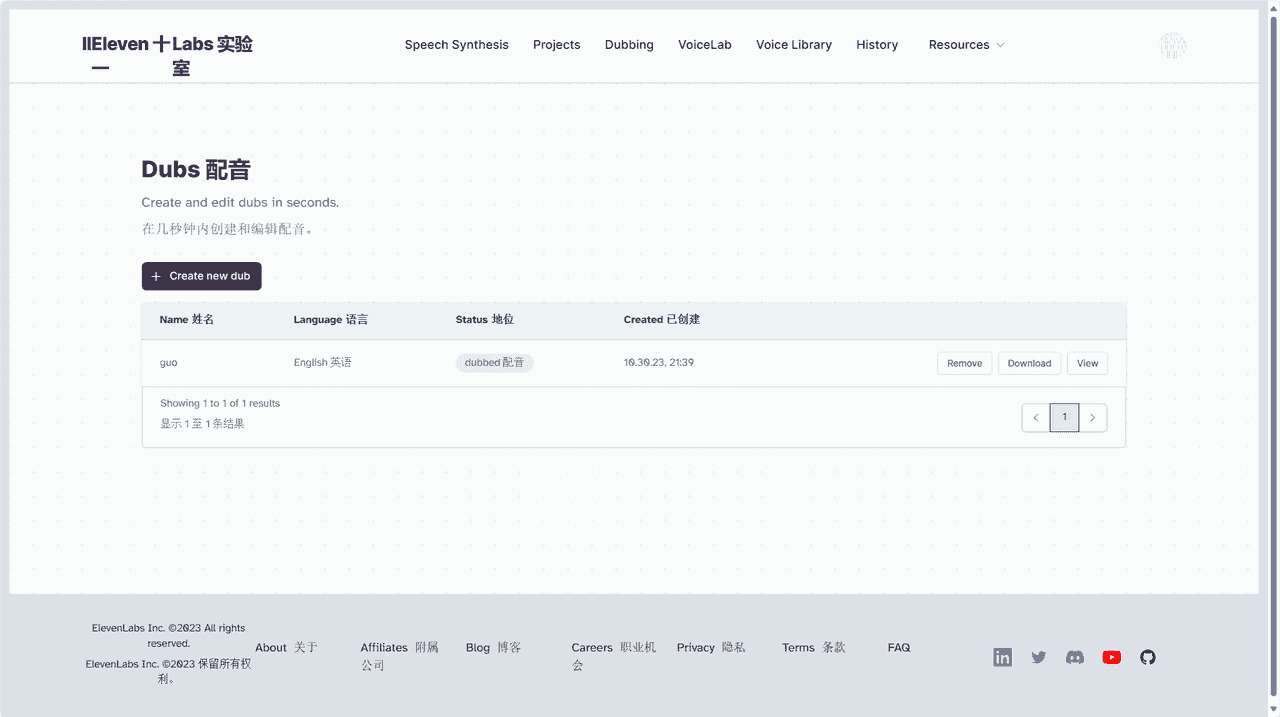 IIEleven 十Labs 实验
一 室
Speech Synthesis Projects Dubbing VoiceLab Voice Library History Resources
Dubs 配音
Create and edit dubs in seconds.
在几秒钟内创建和编辑配音。
+ Create new dub
Name 姓名 Language 语言 Status 地位 Created 已创建
guo English 英语 dubbed 配音 10.30.23, 21:39 Remove Download View
Showing 1 to 1 of 1 results
显示 1 至 1 条结果
< 1 >
ElevenLabs Inc. ©2023 All rights
reserved.
ElevenLabs Inc. ©2023 保留所有权
利。
About 关于
Affiliates 附属
公司
Blog 博客
Careers 职业机
会
Privacy 隐私
Terms 条款
FAQ
in